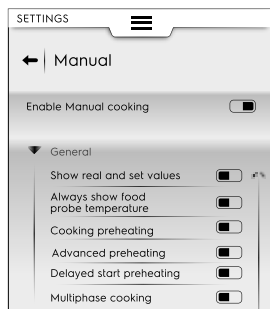 SETTINGS
Manual
Enable Manual cooking
General
Show real and set values
Always show food
probe temperature
Cooking preheating
Advanced preheating
Delayed start preheating
Multiphase cooking